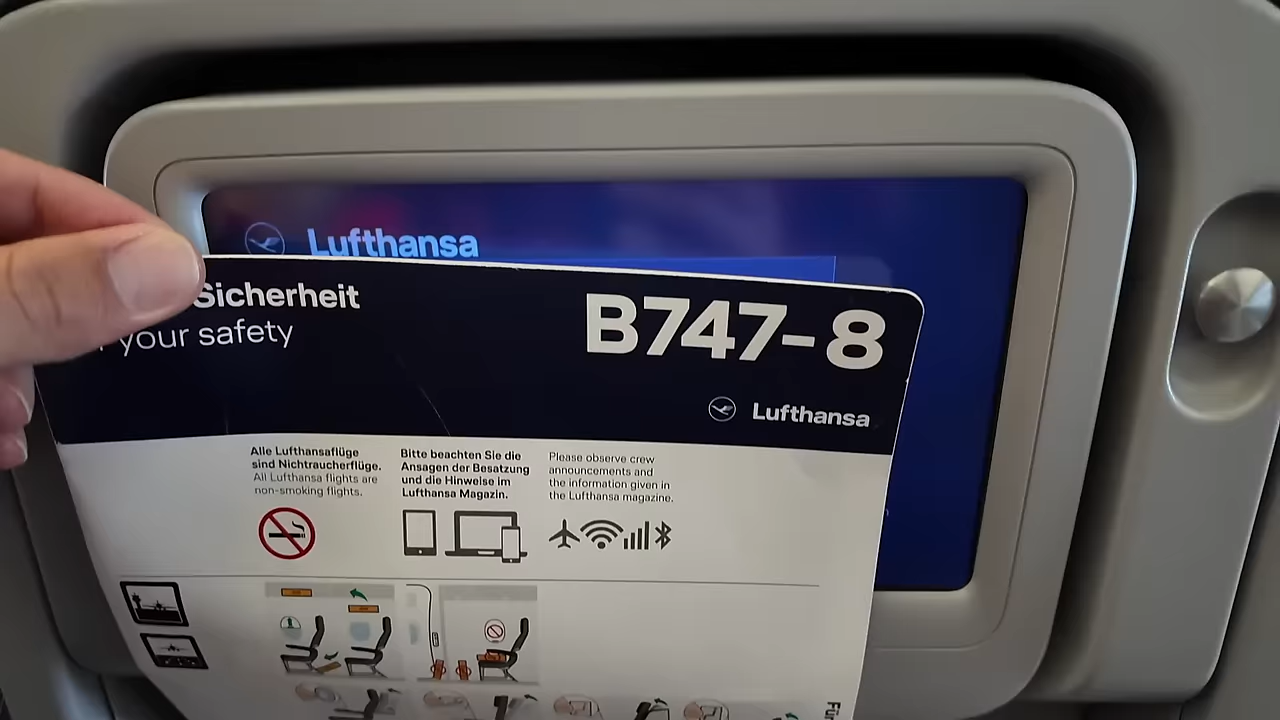 Lufthansa
Sicherheit
your safety
B747-8
Lufthansa
Alle Lufthansaflüge
sind Nichtraucherflüge.
All Lufthansa flights are
non-smoking flights.
Bitte beachten Sie die
Ansagen der Besatzung
und die Hinweise im
Lufthansa Magazin.
Please observe crew
announcements and
the information given in
the Lufthansa magazine.